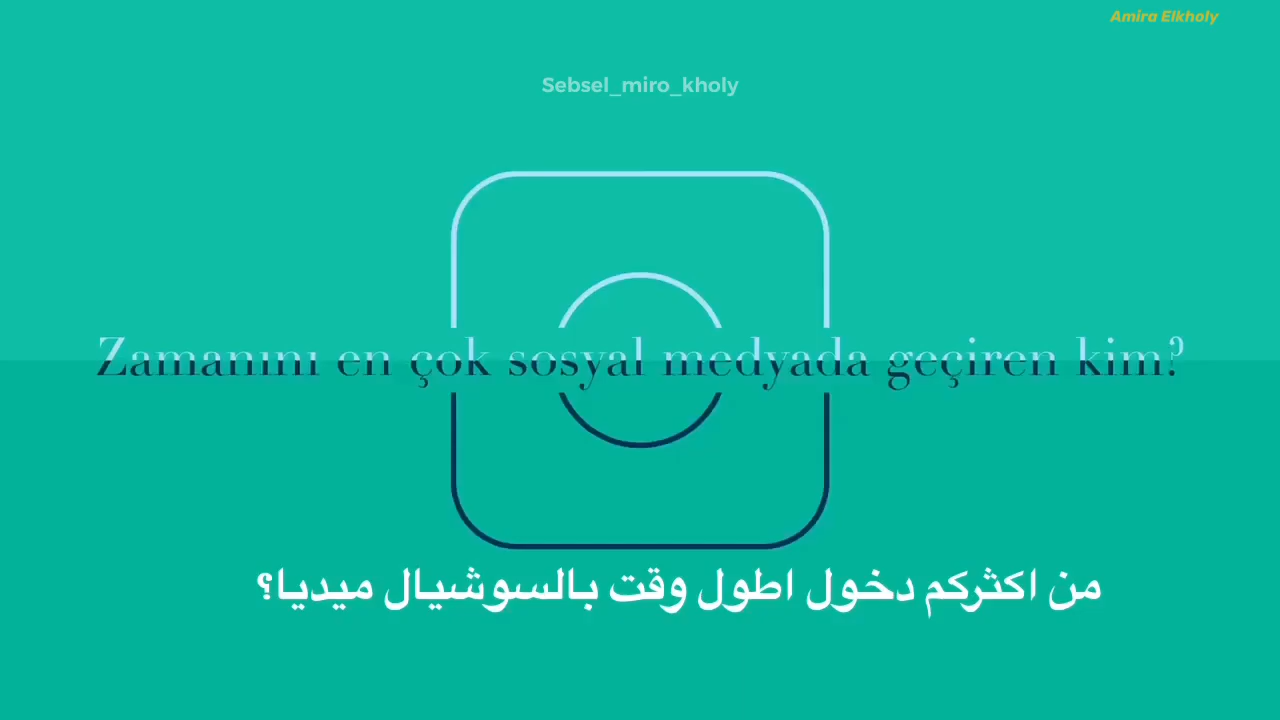 Amira Elkholy
Sebsel_miro_kholy
Zamanını en çok sosyal medyada geçiren kim?
من اكثركم دخول اطول وقت بالسوشيال ميديا؟